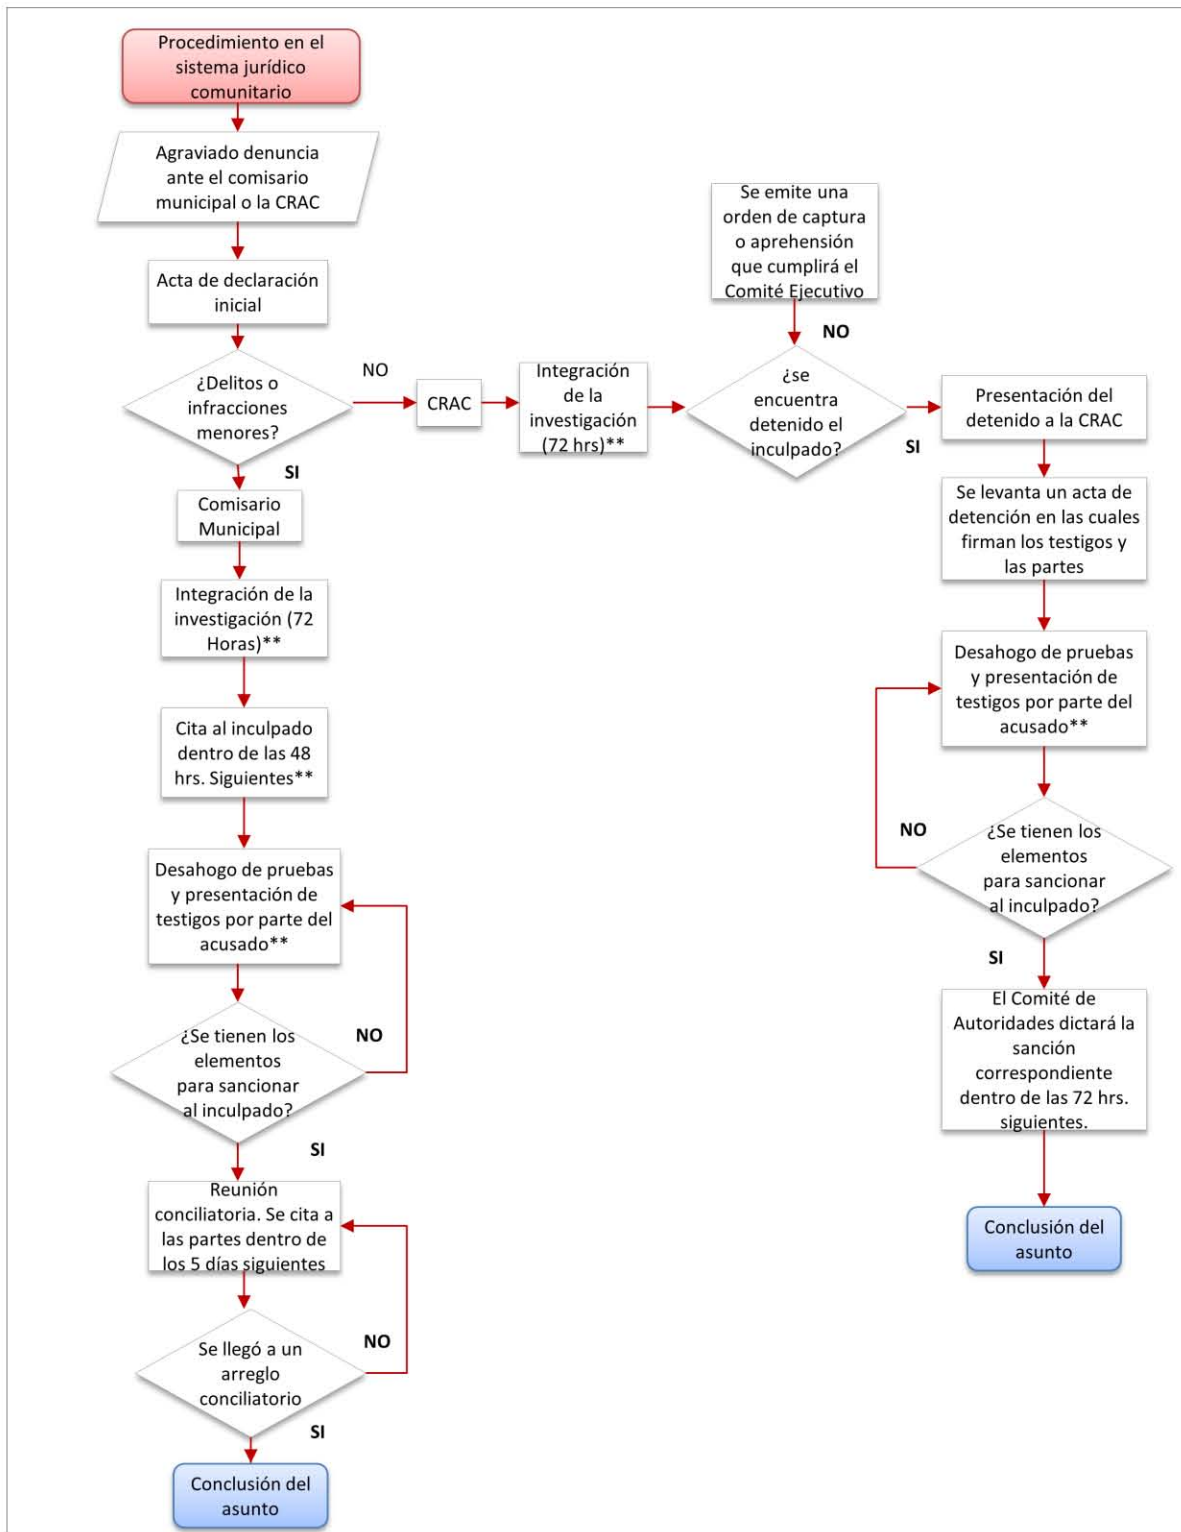 Procedimiento en el
sistema jurídico
comunitario
Agraviado denuncia
ante el comisario
municipal o la CRAC
Acta de declaración
inicial
¿Delitos o
infracciones
menores?
NO
CRAC
Integración
de la
investigación
(72 hrs)**
Se emite una
orden de captura
o aprehensión
que cumplirá el
Comité Ejecutivo
NO
¿se
encuentra
detenido el
inculpado?
SI
Presentación del
detenido a la CRAC
Se levanta un acta de
detención en las cuales
firman los testigos y
las partes
Desahogo de pruebas
y presentación de
testigos por parte del
acusado**
NO
¿Se tienen los
elementos
para sancionar
al inculpado?
SI
El Comité de
Autoridades dictará la
sanción
correspondiente
dentro de las 72 hrs.
siguientes.
Conclusión del
asunto
SI
Comisario
Municipal
Integración de la
investigación (72
Horas)**
Cita al inculpado
dentro de las 48
hrs. Siguientes**
Desahogo de pruebas
y presentación de
testigos por parte del
acusado**
NO
¿Se tienen los
elementos
para sancionar
al inculpado?
SI
Reunión
conciliatoria. Se cita a
las partes dentro de
los 5 días siguientes
NO
Se llegó a un
arreglo
conciliatorio
SI
Conclusión del
asunto